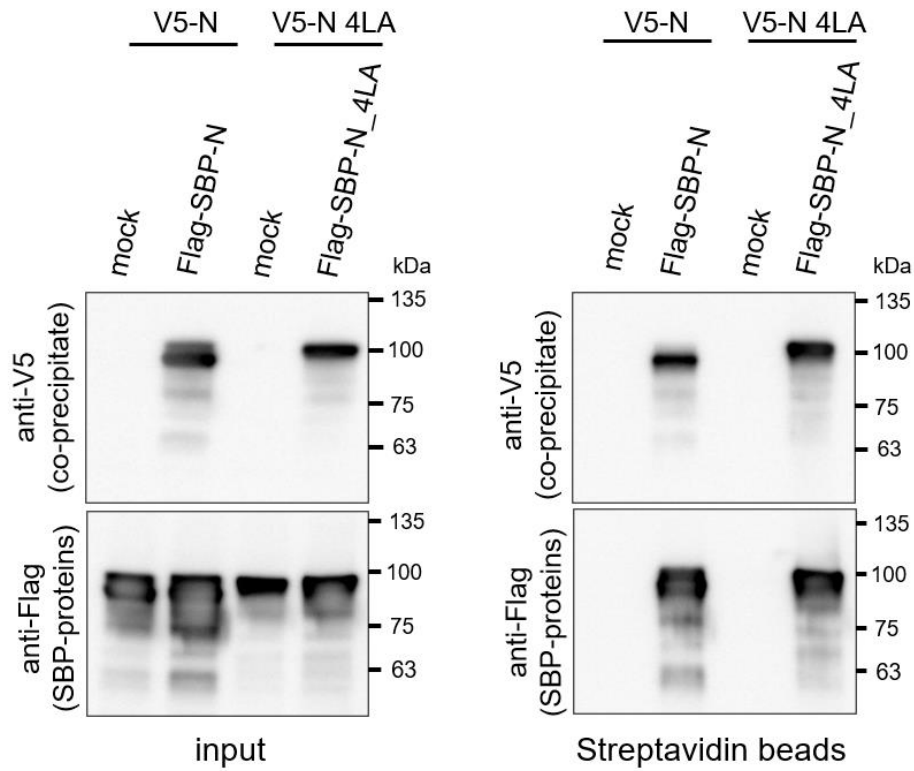 V5-N
V5-N 4LA
mock
Flag-SBP-N
mock
Flag-SBP-N_4LA
kDa
anti-V5
(co-precipitate)
135
100
75
63
anti-Flag
(SBP-proteins)
135
100
75
63
input
V5-N
V5-N 4LA
mock
Flag-SBP-N
mock
Flag-SBP-N_4LA
kDa
anti-V5
(co-precipitate)
135
100
75
63
anti-Flag
(SBP-proteins)
135
100
75
63
Streptavidin beads